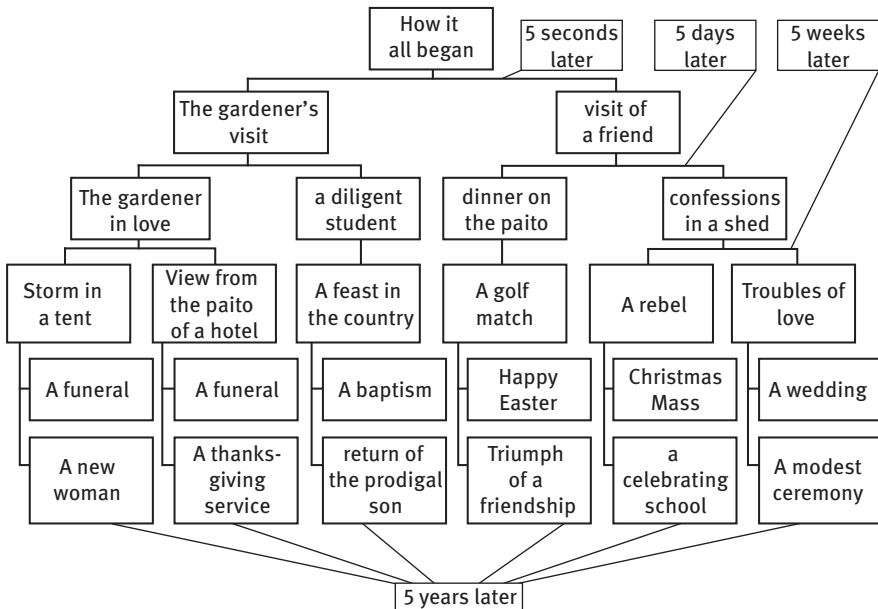 How it
all began
5 seconds
later
5 days
later
5 weeks
later
The gardener's
visit
visit of
a friend
The gardener
in love
a diligent
student
dinner on
the paito
confessions
in a shed
Storm in
a tent
View from
the paito
of a hotel
A feast in
the country
A golf
match
A rebel
Troubles of
love
A funeral
A funeral
A baptism
Happy
Easter
Christmas
Mass
A wedding
A new
woman
A thanks-
giving
service
return of
the prodigal
son
Triumph
of a
friendship
a
celebrating
school
A modest
ceremony
5 years later